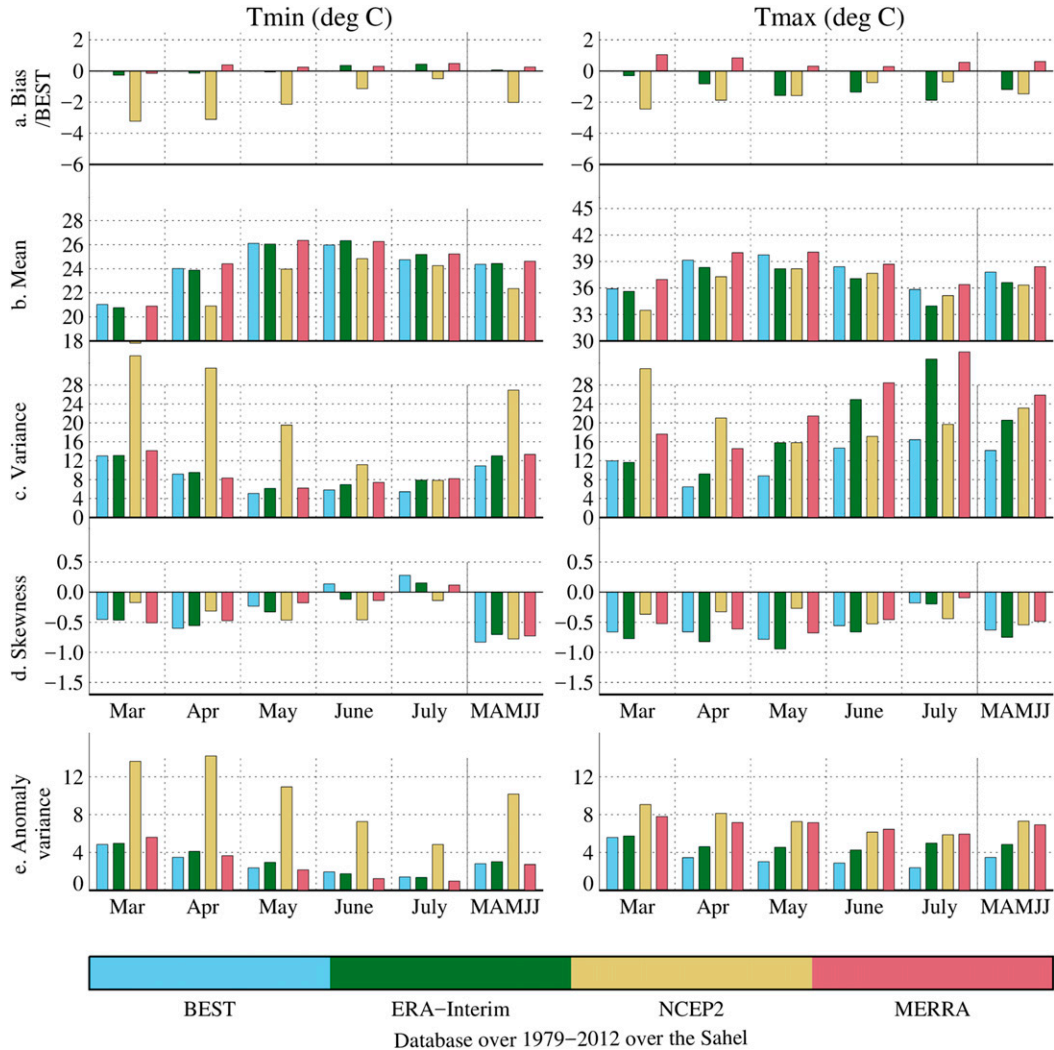 Tmin (deg C) Tmax (deg C)
a. Bias
/BEST
2 2
0 0
−2 −2
−4 −4
−6 −6
b. Mean
28 45
26 42
24 39
22 36
20 33
18 30
c. Variance
28 28
24 24
20 20
16 16
12 12
8 8
4 4
0 0
d. Skewness
0.5 0.5
0.0 0.0
−0.5 −0.5
−1.0 −1.0
−1.5 −1.5
Mar Apr May June July MAMJJ Mar Apr May June July MAMJJ
e. Anomaly
variance
12 12
8 8
4 4
0 0
Mar Apr May June July MAMJJ Mar Apr May June July MAMJJ
BEST ERA−Interim NCEP2 MERRA
Database over 1979−2012 over the Sahel